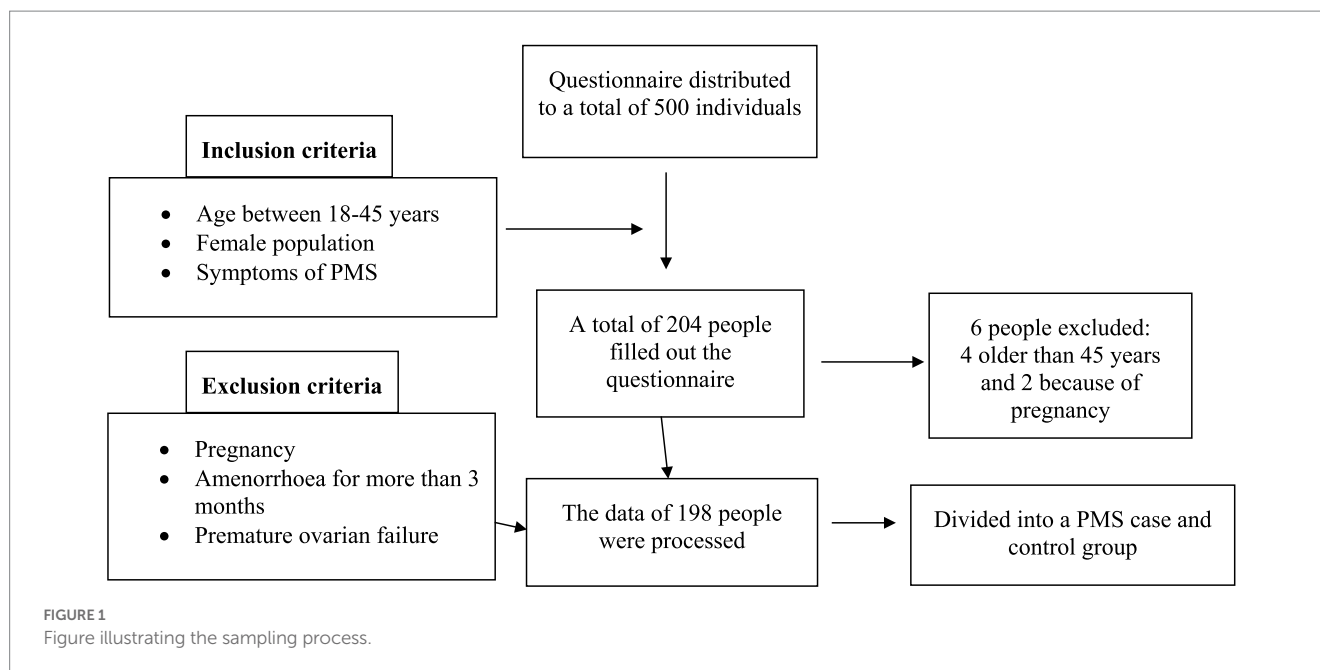 Questionnaire distributed
to a total of 500 individuals
Inclusion criteria
• Age between 18-45 years
• Female population
• Symptoms of PMS
A total of 204 people
filled out the
questionnaire
6 people excluded:
4 older than 45 years
and 2 because of
pregnancy
Exclusion criteria
• Pregnancy
• Amenorrhoea for more than 3
months
• Premature ovarian failure
The data of 198 people
were processed
Divided into a PMS case and
control group
FIGURE 1
Figure illustrating the sampling process.